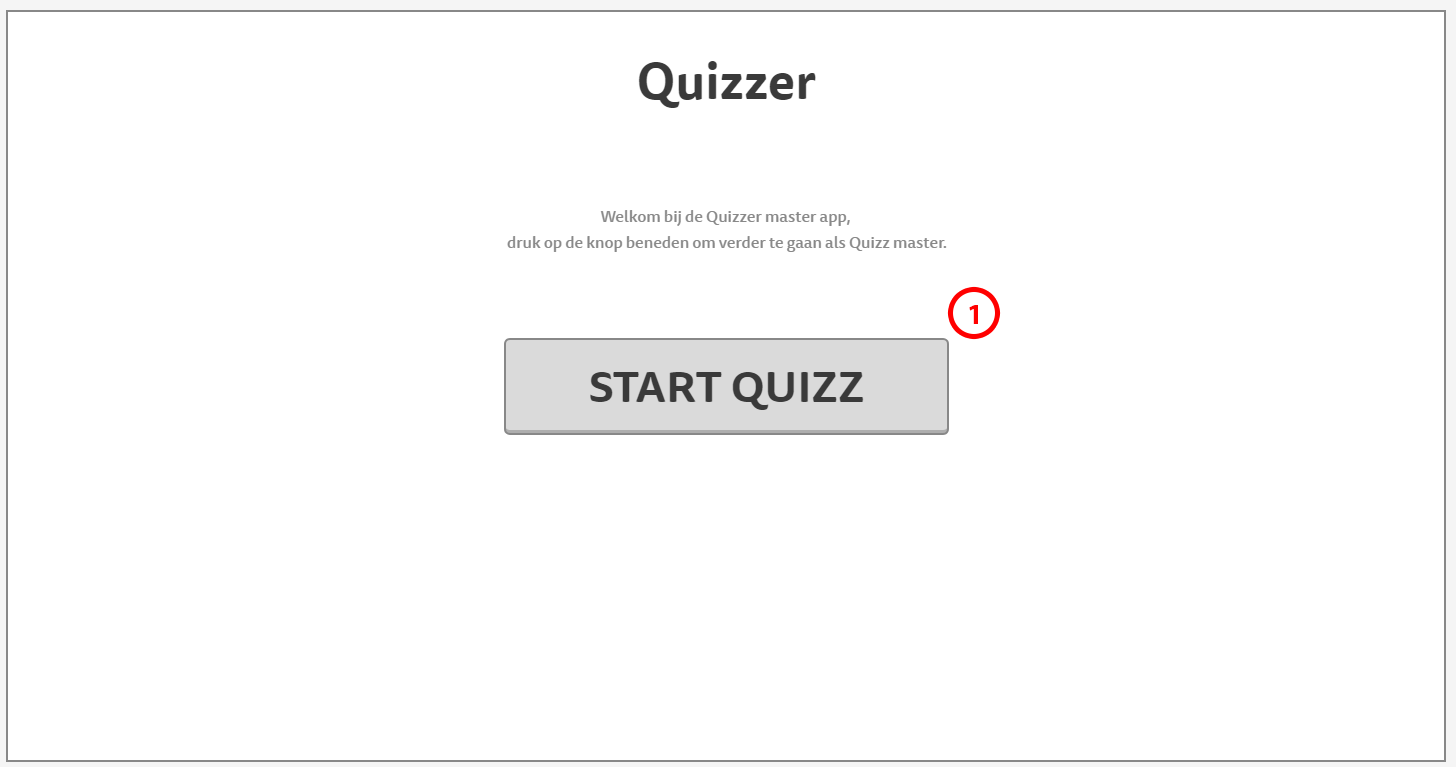 Quizzer
Welkom bij de Quizzer master app,
druk op de knop beneden om verder te gaan als Quizz master.
1
START QUIZZ